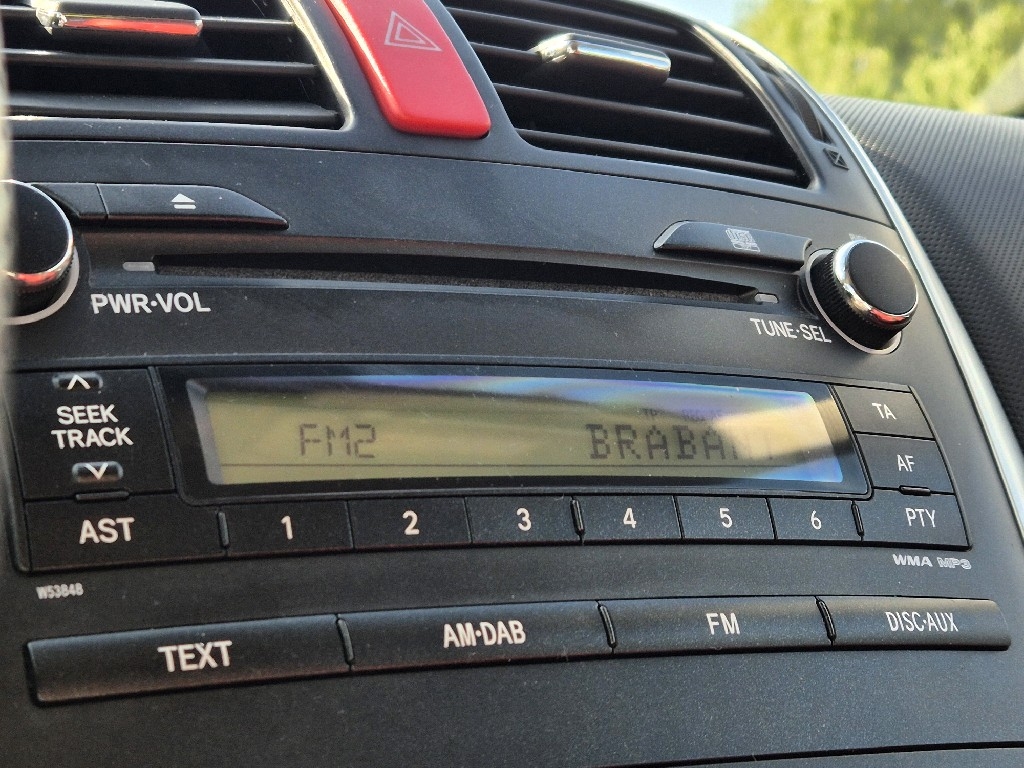 PWR·VOL
TUNE·SEL
SEEK
TRACK
FM2
TA
AF
AST
1
2
3
4
5
6
PTY
W53848
WMA MP3
TEXT
AM·DAB
FM
DISC·AUX